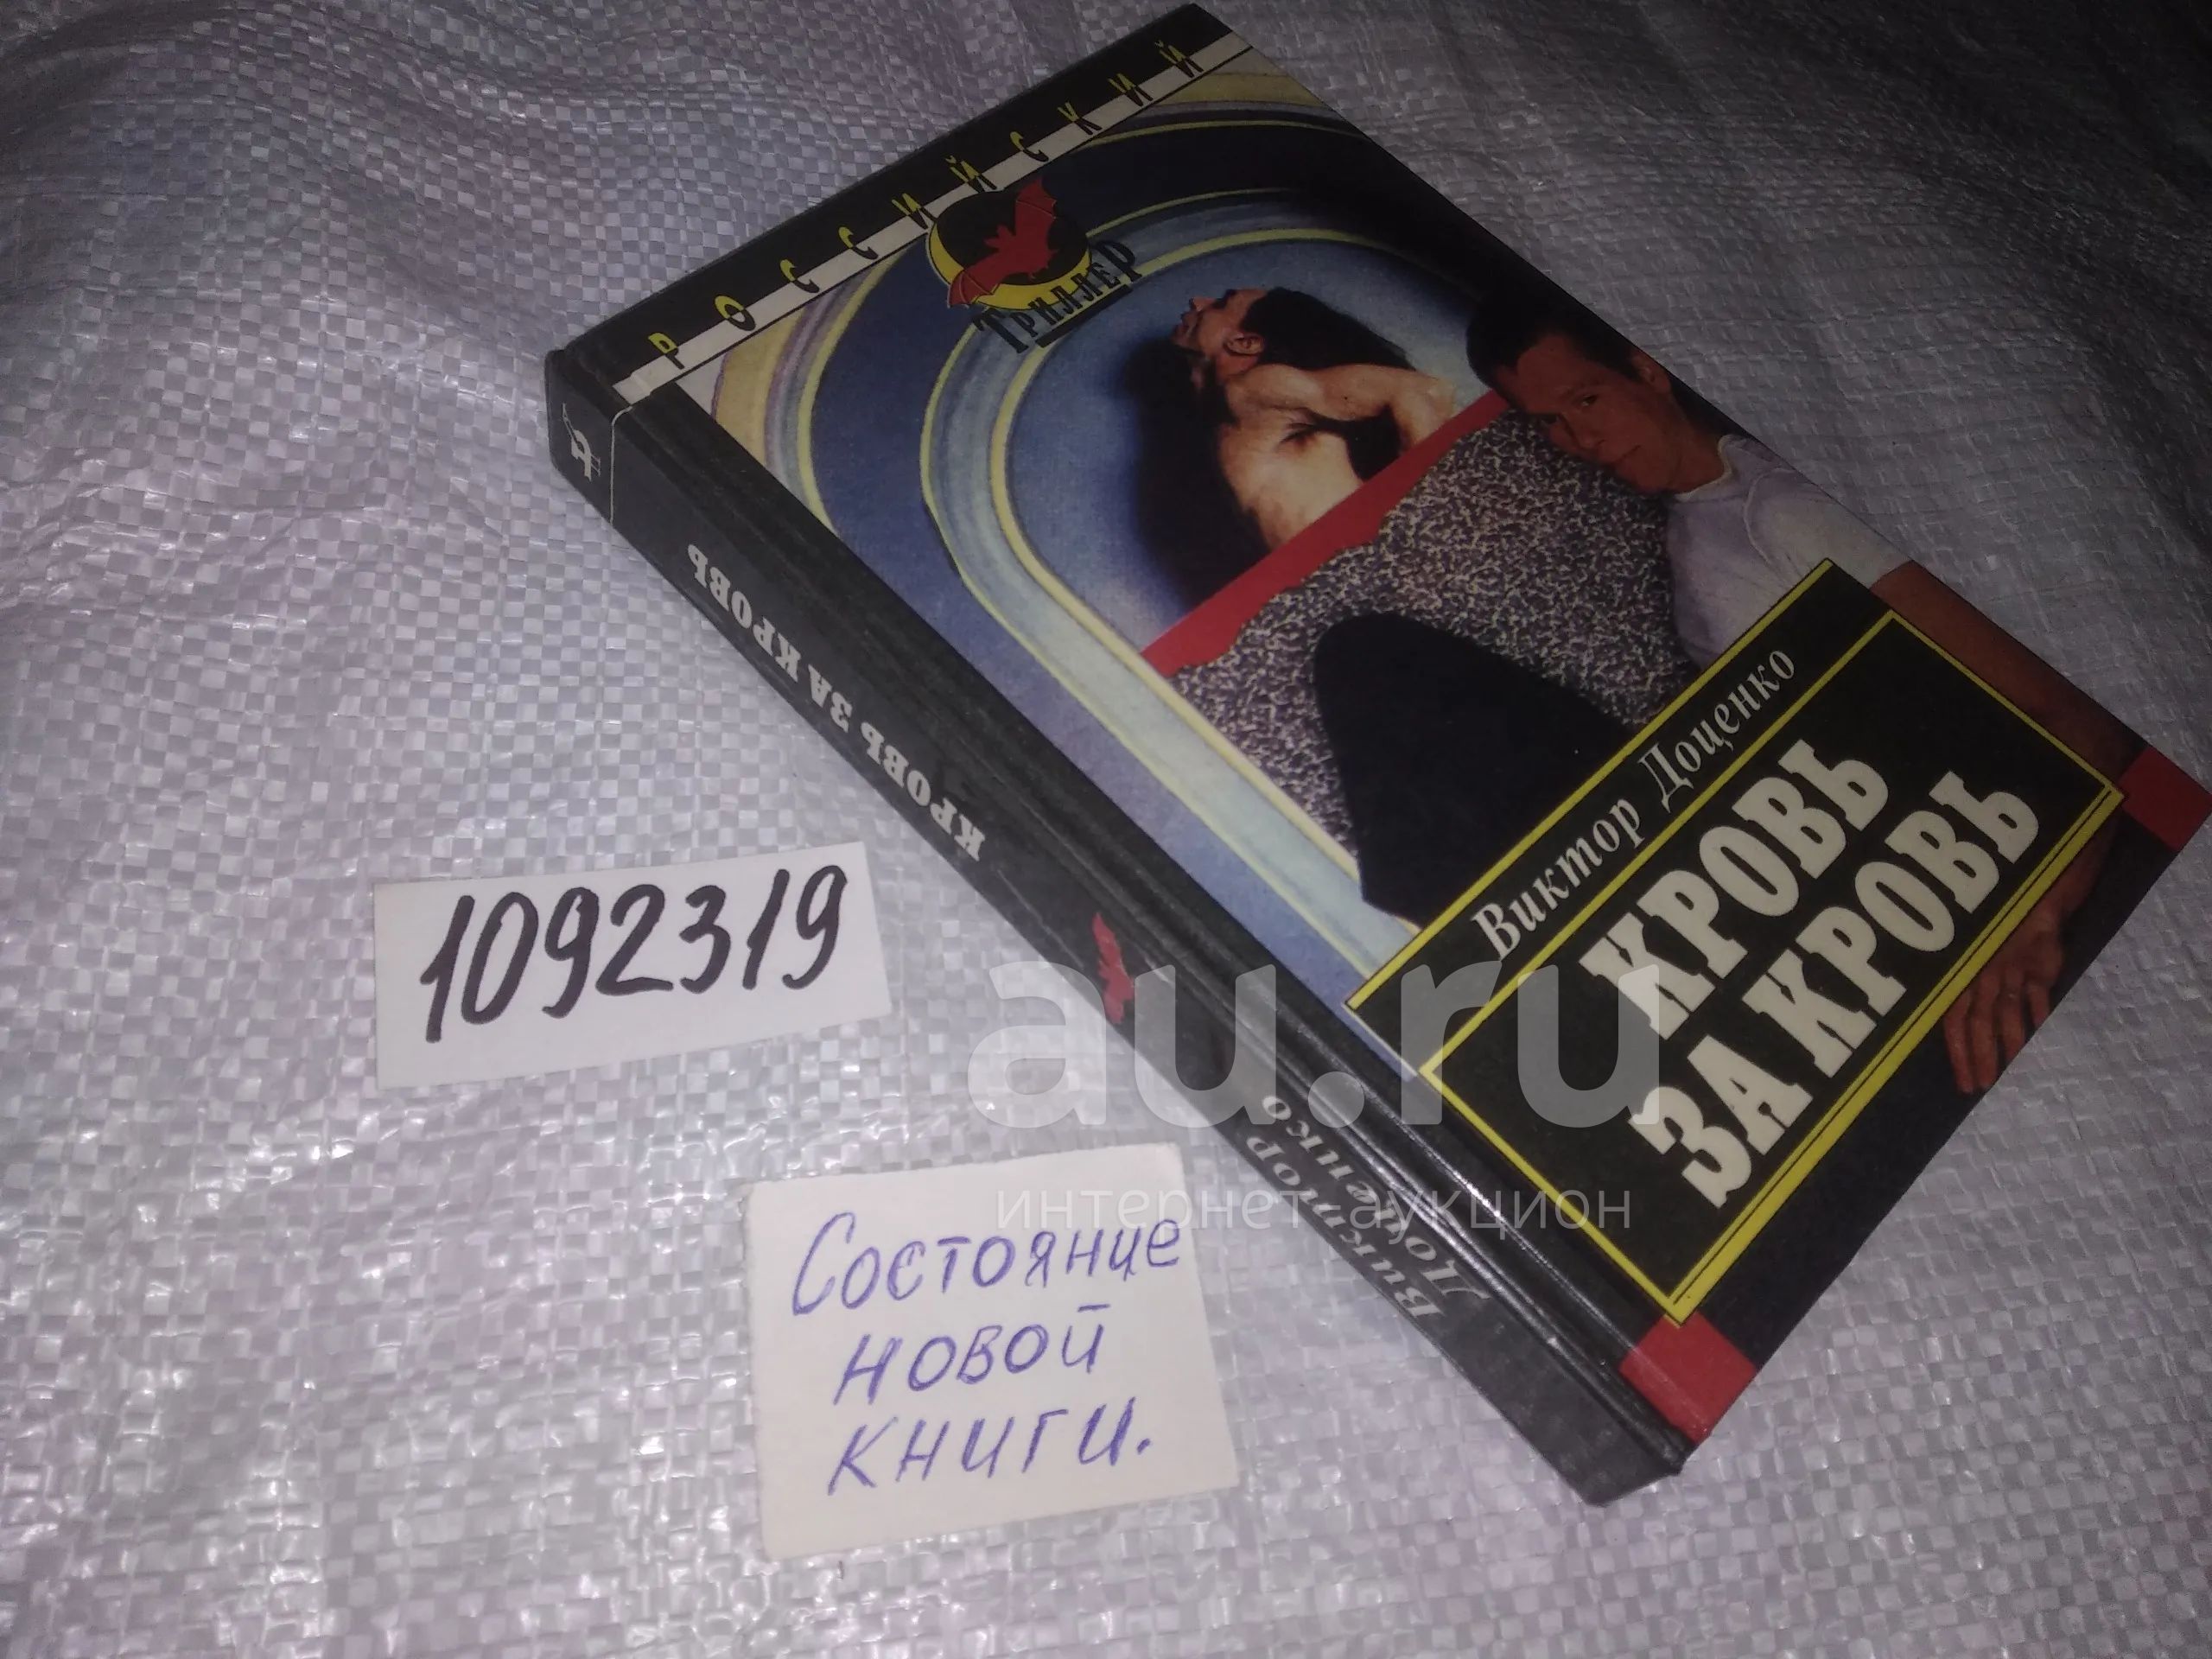 РОССИЙСКИЙ
ТРИЛЛЕР
Виктор Доценко
КРОВЬ
ЗА КРОВЬ
КРОВЬ ЗА КРОВЬ
Виктор
Доценко
1092319
au.ru
интернет аукцион
Состояние
новой
книги.